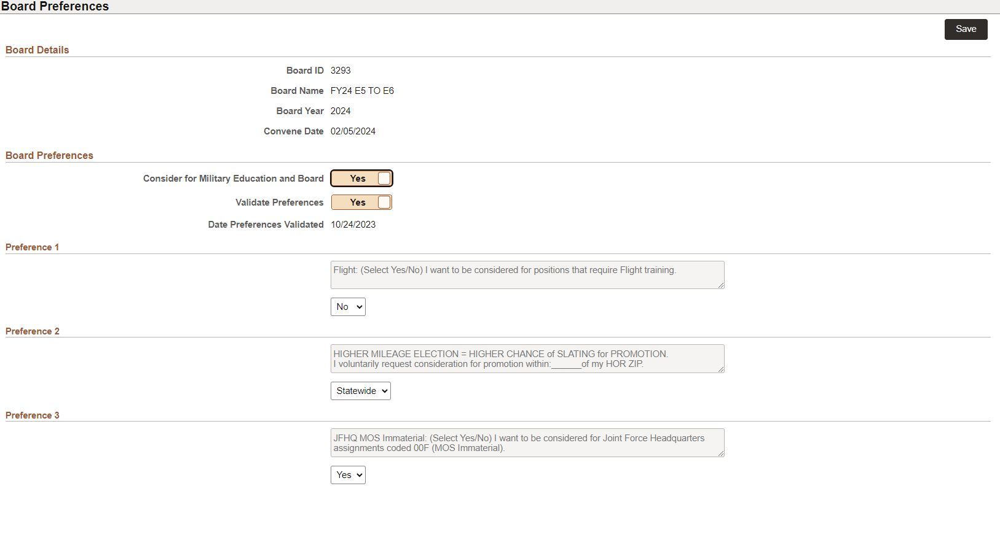 Board Preferences
Save
Board Details
Board ID 3293
Board Name FY24 E5 TO E6
Board Year 2024
Convene Date 02/05/2024
Board Preferences
Consider for Military Education and Board Yes
Validate Preferences Yes
Date Preferences Validated 10/24/2023
Preference 1
Flight: (Select Yes/No) I want to be considered for positions that require Flight training.
No
Preference 2
HIGHER MILEAGE ELECTION = HIGHER CHANCE of SLATING for PROMOTION.
I voluntarily request consideration for promotion within:______of my HOR ZIP.
Statewide
Preference 3
JFHQ MOS Immaterial: (Select Yes/No) I want to be considered for Joint Force Headquarters
assignments coded 00F (MOS Immaterial).
Yes